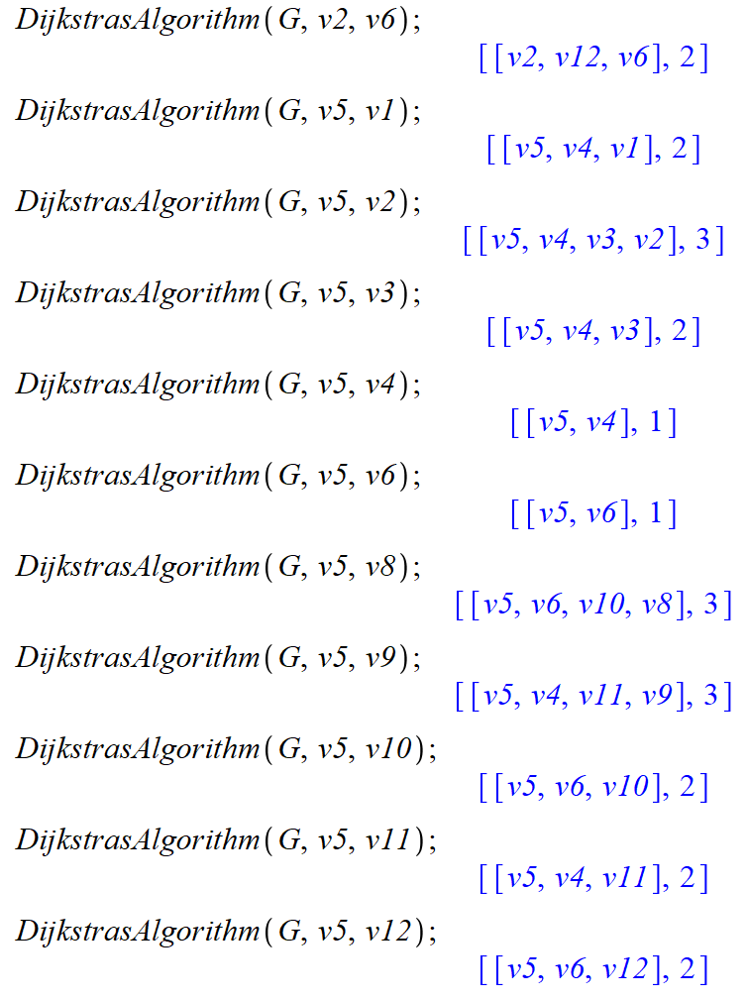 DijkstrasAlgorithm(G, v2, v6);
[[v2, v12, v6], 2]
DijkstrasAlgorithm(G, v5, v1);
[[v5, v4, v1], 2]
DijkstrasAlgorithm(G, v5, v2);
[[v5, v4, v3, v2], 3]
DijkstrasAlgorithm(G, v5, v3);
[[v5, v4, v3], 2]
DijkstrasAlgorithm(G, v5, v4);
[[v5, v4], 1]
DijkstrasAlgorithm(G, v5, v6);
[[v5, v6], 1]
DijkstrasAlgorithm(G, v5, v8);
[[v5, v6, v10, v8], 3]
DijkstrasAlgorithm(G, v5, v9);
[[v5, v4, v11, v9], 3]
DijkstrasAlgorithm(G, v5, v10);
[[v5, v6, v10], 2]
DijkstrasAlgorithm(G, v5, v11);
[[v5, v4, v11], 2]
DijkstrasAlgorithm(G, v5, v12);
[[v5, v6, v12], 2]